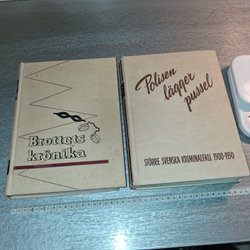 Brottets
krönika
Polisen
lägger
pussel
STÖRRE SVENSKA KRIMINALFALL 1900-1950